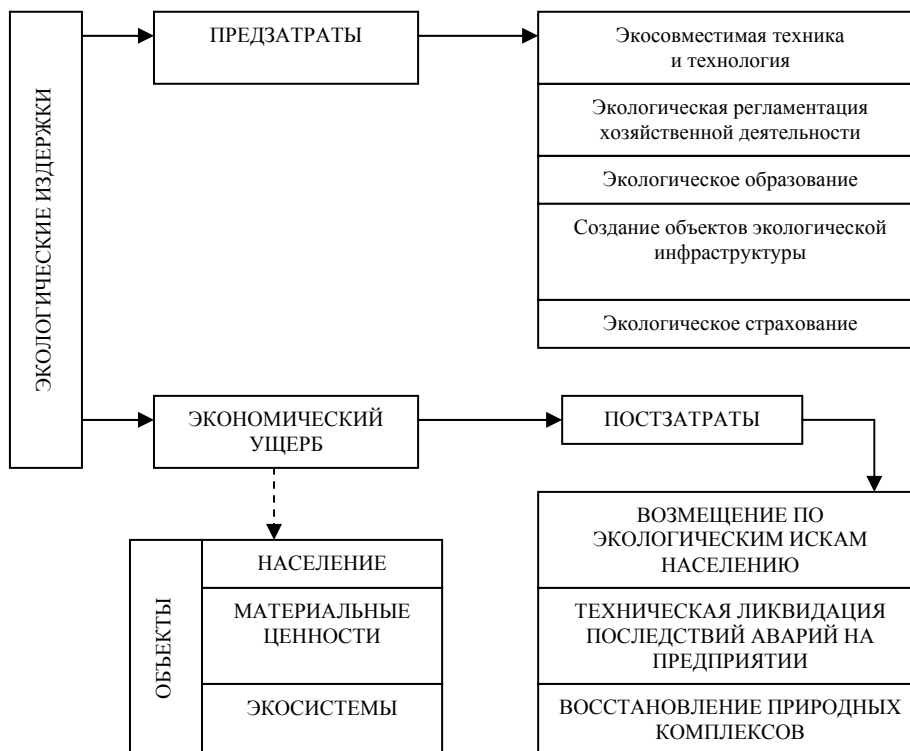 ЭКОЛОГИЧЕСКИЕ ИЗДЕРЖКИ
ПРЕДЗАТРАТЫ
Экосовместимая техника
и технология
Экологическая регламентация
хозяйственной деятельности
Экологическое образование
Создание объектов экологической
инфраструктуры
Экологическое страхование
ЭКОНОМИЧЕСКИЙ
УЩЕРБ
ПОСТЗАТРАТЫ
ОБЪЕКТЫ
НАСЕЛЕНИЕ
МАТЕРИАЛЬНЫЕ
ЦЕННОСТИ
ЭКОСИСТЕМЫ
ВОЗМЕЩЕНИЕ ПО
ЭКОЛОГИЧЕСКИМ ИСКАМ
НАСЕЛЕНИЮ
ТЕХНИЧЕСКАЯ ЛИКВИДАЦИЯ
ПОСЛЕДСТВИЙ АВАРИЙ НА
ПРЕДПРИЯТИИ
ВОССТАНОВЛЕНИЕ ПРИРОДНЫХ
КОМПЛЕКСОВ